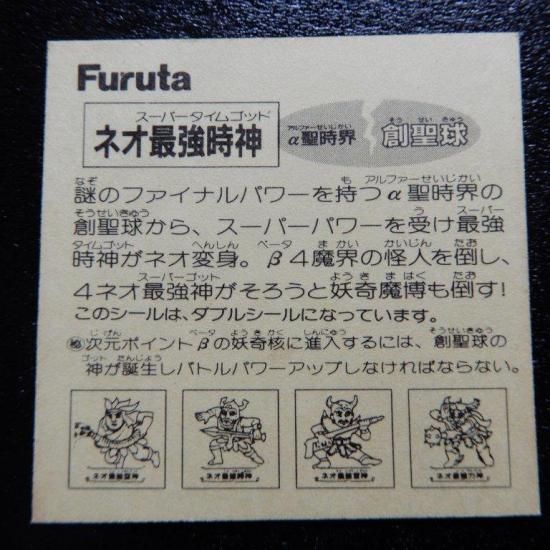 Furuta
スーパータイムゴッド
ネオ最強時神
アルファーせいじかい
α聖時界
そうせいきゅう
創聖球
なぞ も アルファーせいじかい
謎のファイナルパワーを持つα聖時界の
そうせいきゅう う スーパー
創聖球から、スーパーパワーを受け最強
タイムゴット へんしん ベータ まかい かいじん たお
時神がネオ変身。β4魔界の怪人を倒し、
スーパーゴット ようきまはく たお
4ネオ最強神がそろうと妖奇魔博も倒す!
このシールは、ダブルシールになっています。
じげん ベータ ようきかく しんにゅう そうせいきゅう
㊙次元ポイントβの妖奇核に進入するには、創聖球の
ゴット たんじょう
神が誕生しバトルパワーアップしなければならない。
ネオ最強時神